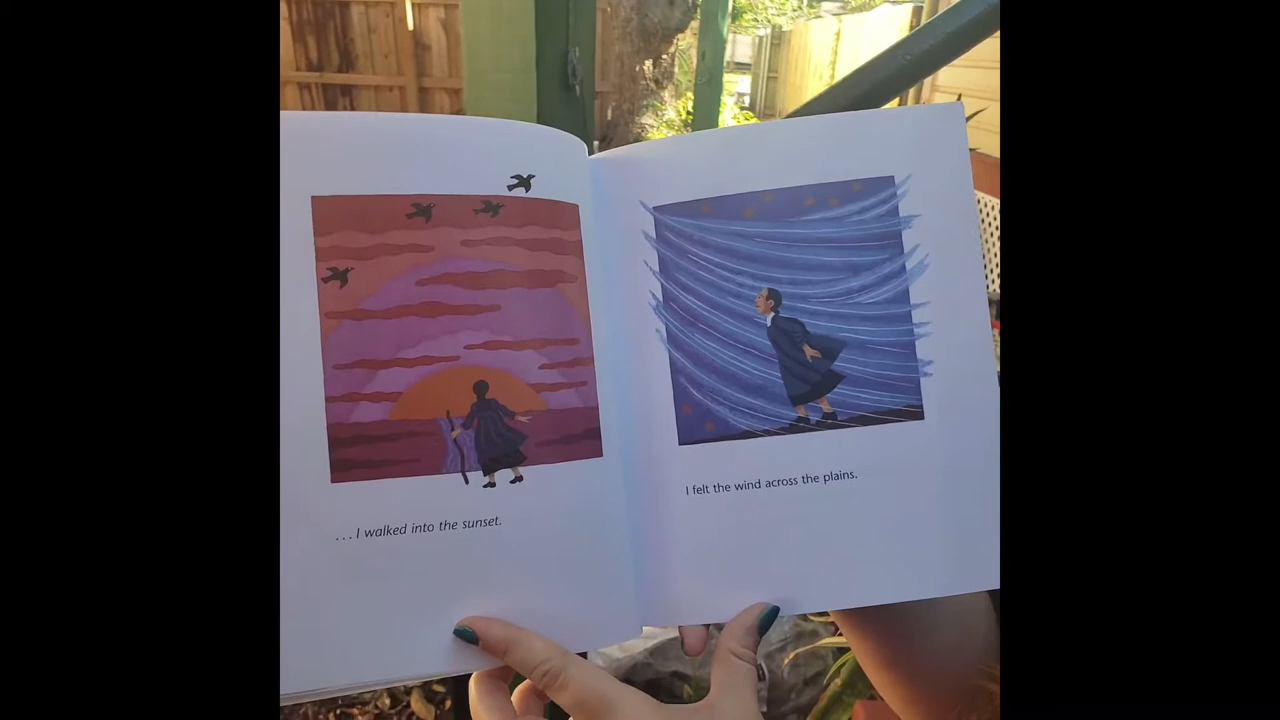 ...I walked into the sunset.
I felt the wind across the plains.